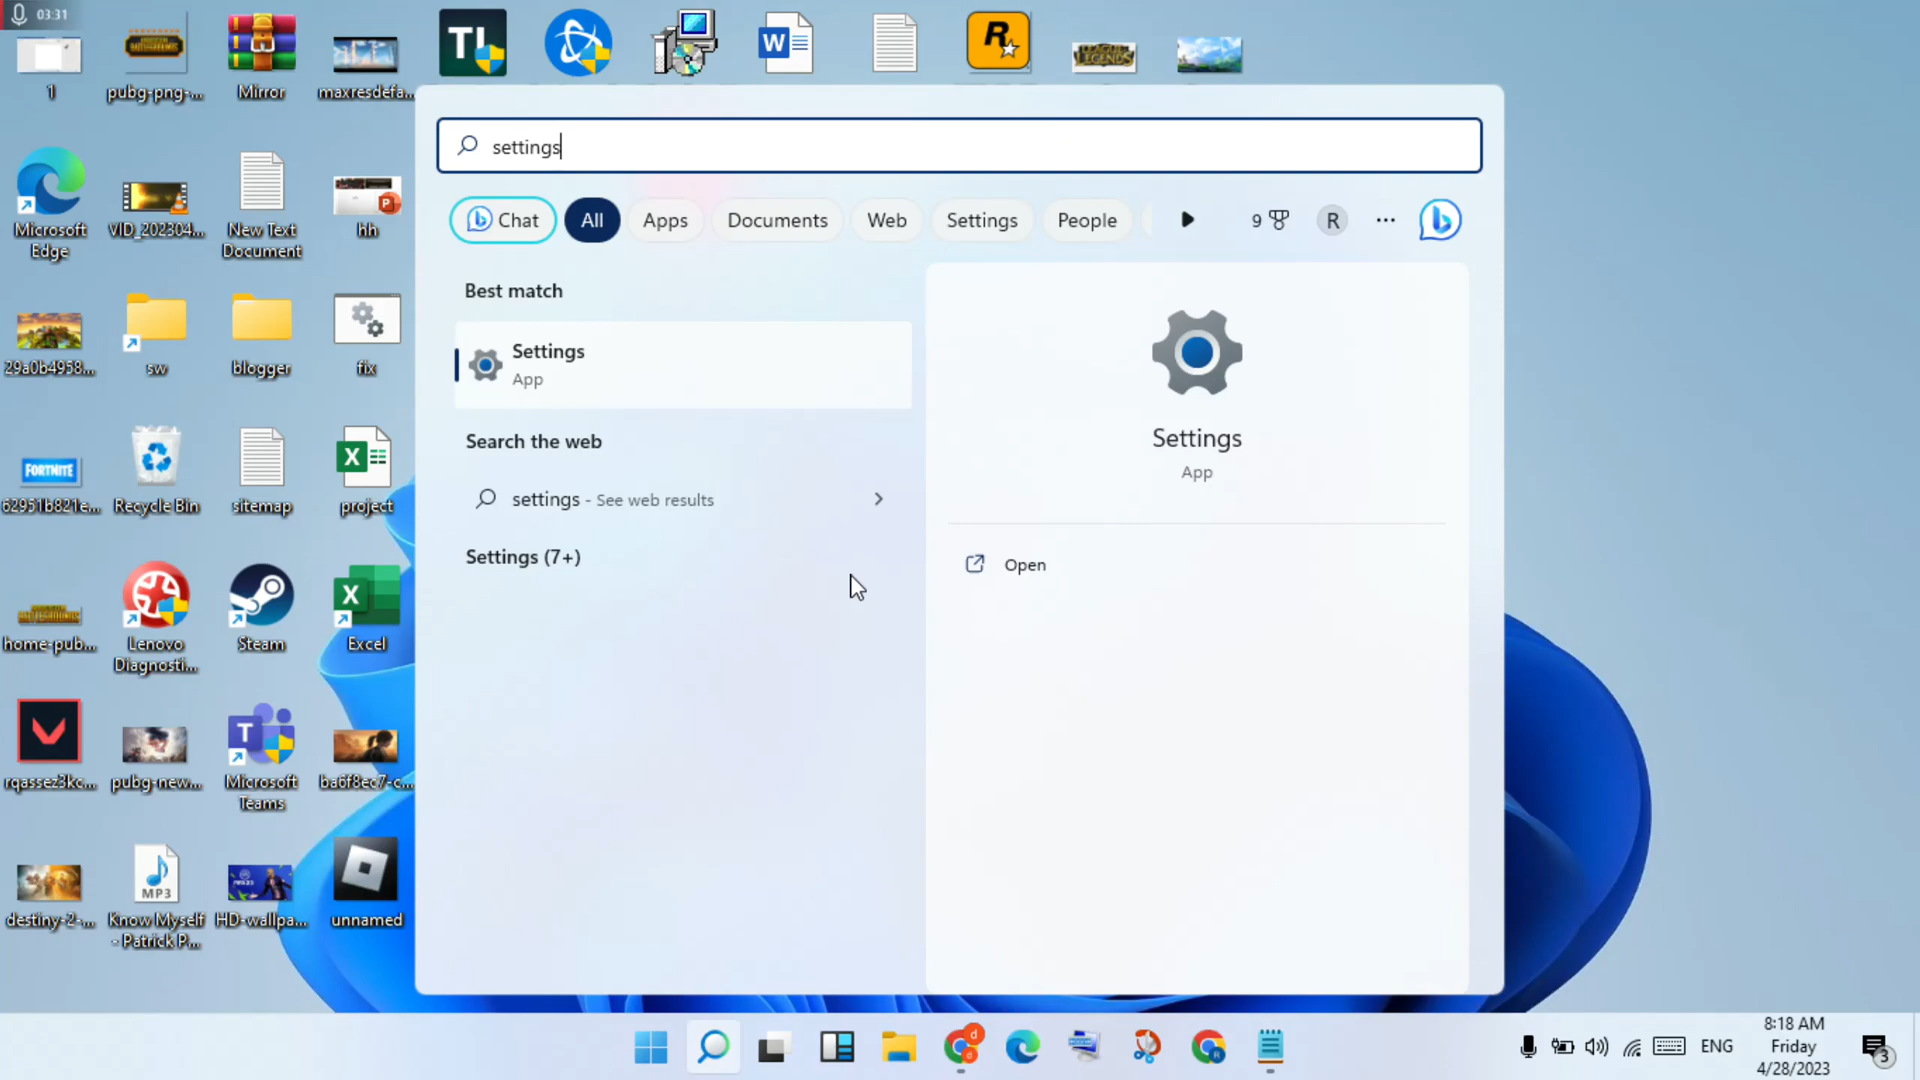 03:31
1
pubg-png-...
Mirror
maxresdefa...
settings
Chat
All
Apps
Documents
Web
Settings
People
9
R
...
Microsoft
Edge
VID_202304...
New Text
Document
hh
Best match
Settings
App
Settings
App
Search the web
settings - See web results
Settings (7+)
Open
29a0b4958...
sw
blogger
fix
FORTNITE
62951b821e...
Recycle Bin
sitemap
project
home-pub...
Lenovo
Diagnosti...
Steam
Excel
rqassez3kc...
pubg-new...
Microsoft
Teams
ba6f8ec7-c...
MP3
destiny-2-...
Know Myself
- Patrick P...
HD-wallpa...
unnamed
ENG
8:18 AM
Friday
4/28/2023
3